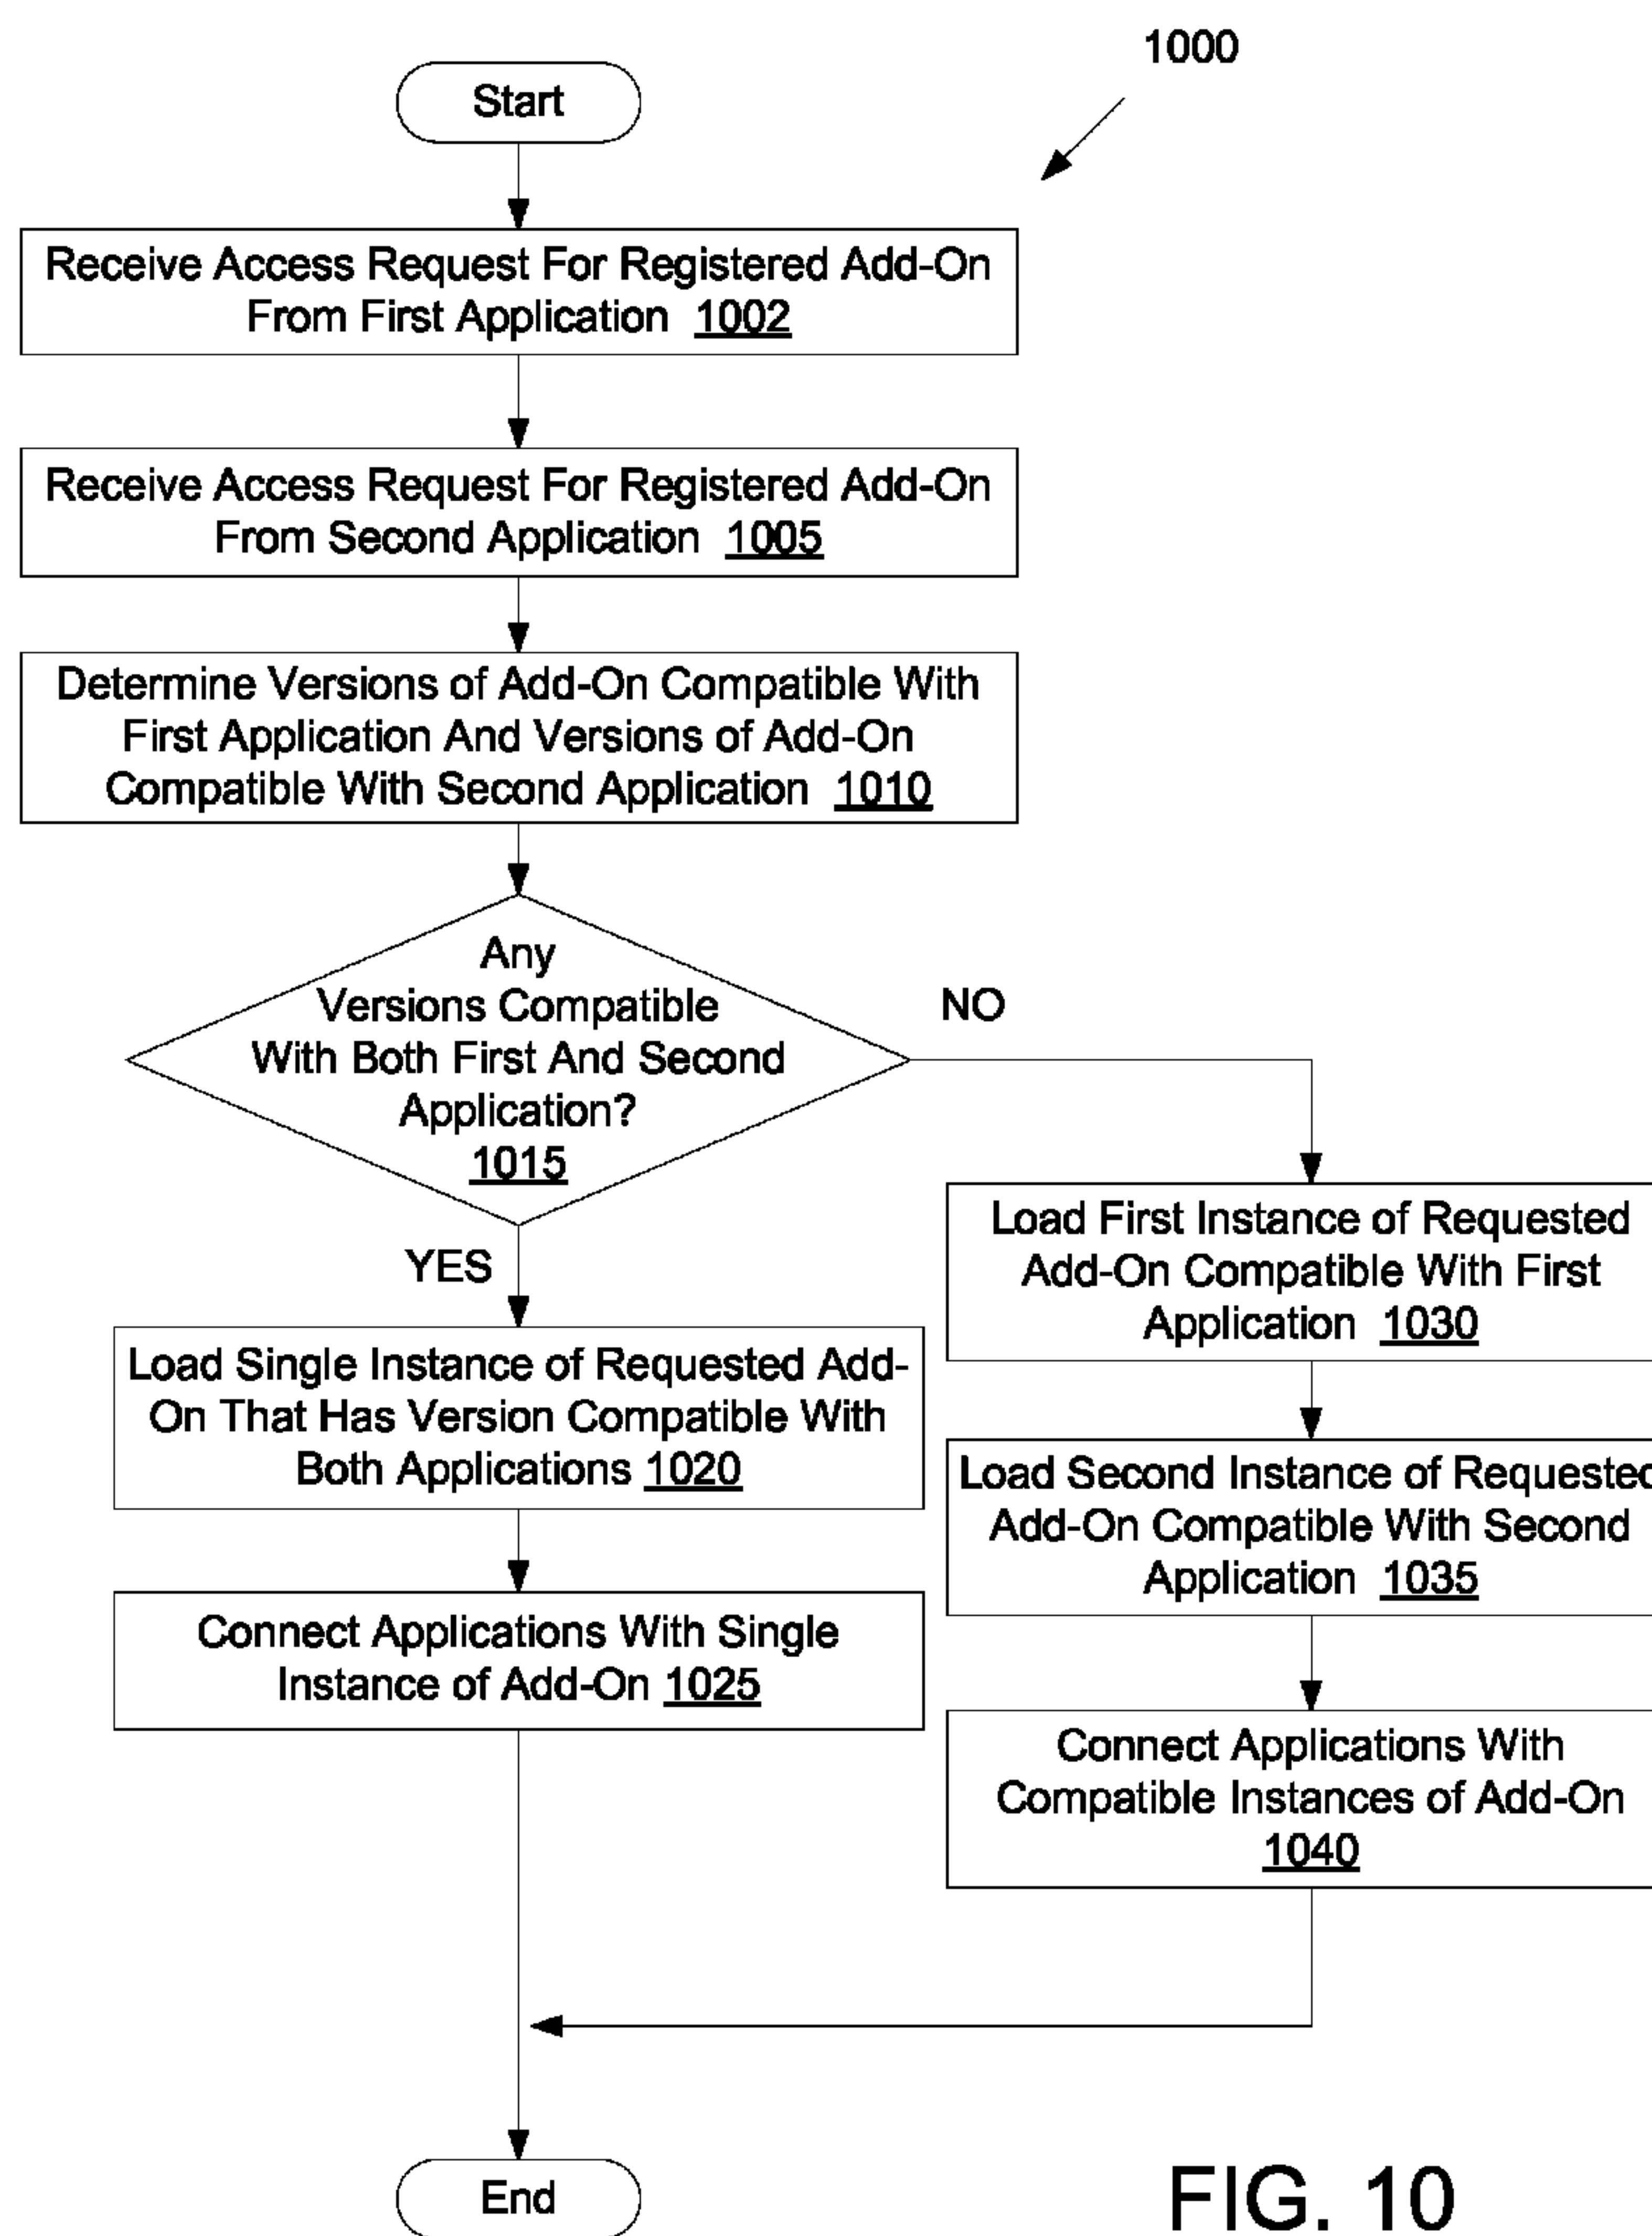 1000
Start
Receive Access Request For Registered Add-On
From First Application 1002
Receive Access Request For Registered Add-On
From Second Application 1005
Determine Versions of Add-On Compatible With
First Application And Versions of Add-On
Compatible With Second Application 1010
Any
Versions Compatible
With Both First And Second
Application?
1015
NO
YES
Load Single Instance of Requested Add-
On That Has Version Compatible With
Both Applications 1020
Connect Applications With Single
Instance of Add-On 1025
Load First Instance of Requested
Add-On Compatible With First
Application 1030
Load Second Instance of Requested
Add-On Compatible With Second
Application 1035
Connect Applications With
Compatible Instances of Add-On
1040
End
FIG. 10